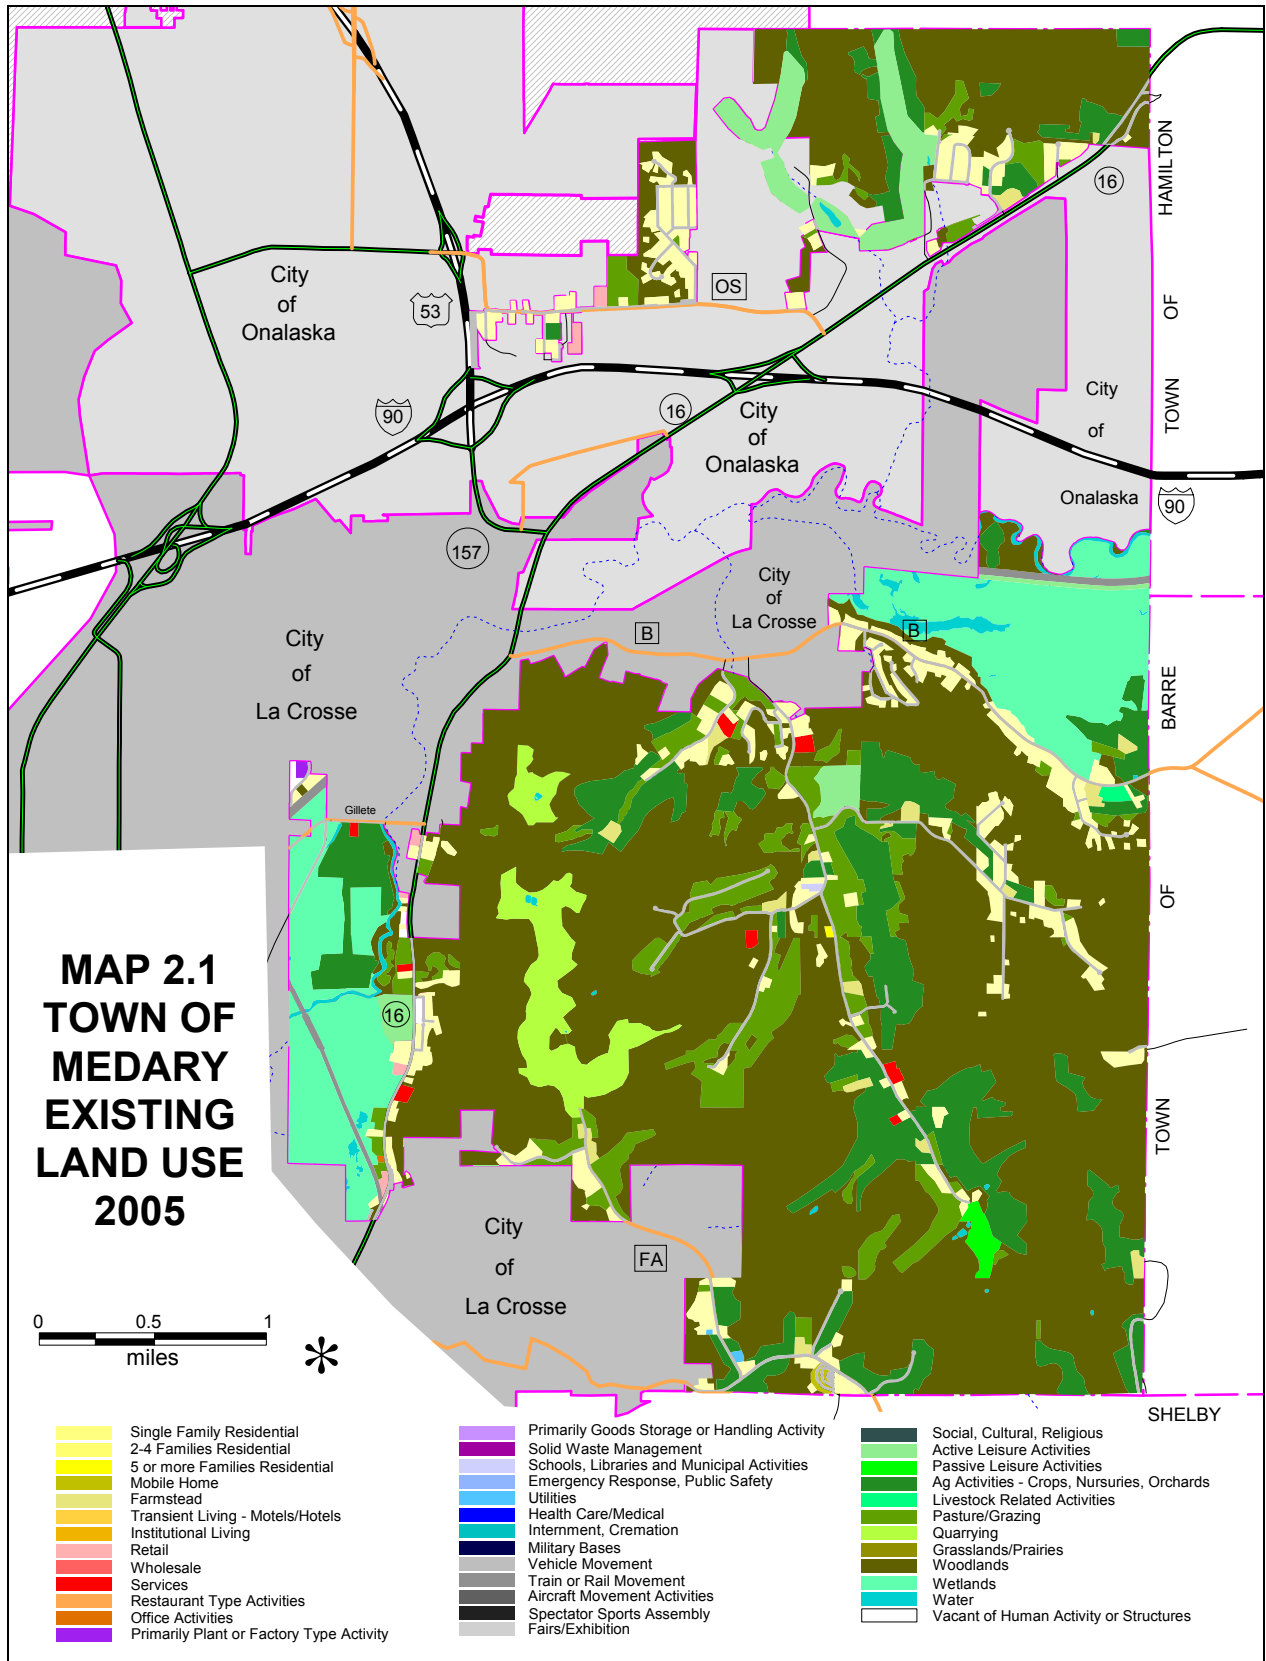 HAMILTON
16
City
of
Onalaska
53
OS
OF
City
of
Onalaska
TOWN
90
16
City
of
Onalaska
90
157
City
of
La Crosse
B
B
City
of
La Crosse
BARRE
Gillete
OF
MAP 2.1
TOWN OF
MEDARY
EXISTING
LAND USE
2005
16
TOWN
City
of
La Crosse
FA
0 0.5 1
miles
*
SHELBY
Single Family Residential
2-4 Families Residential
5 or more Families Residential
Mobile Home
Farmstead
Transient Living - Motels/Hotels
Institutional Living
Retail
Wholesale
Services
Restaurant Type Activities
Office Activities
Primarily Plant or Factory Type Activity
Primarily Goods Storage or Handling Activity
Solid Waste Management
Schools, Libraries and Municipal Activities
Emergency Response, Public Safety
Utilities
Health Care/Medical
Internment, Cremation
Military Bases
Vehicle Movement
Train or Rail Movement
Aircraft Movement Activities
Spectator Sports Assembly
Fairs/Exhibition
Social, Cultural, Religious
Active Leisure Activities
Passive Leisure Activities
Ag Activities - Crops, Nursuries, Orchards
Livestock Related Activities
Pasture/Grazing
Quarrying
Grasslands/Prairies
Woodlands
Wetlands
Water
Vacant of Human Activity or Structures